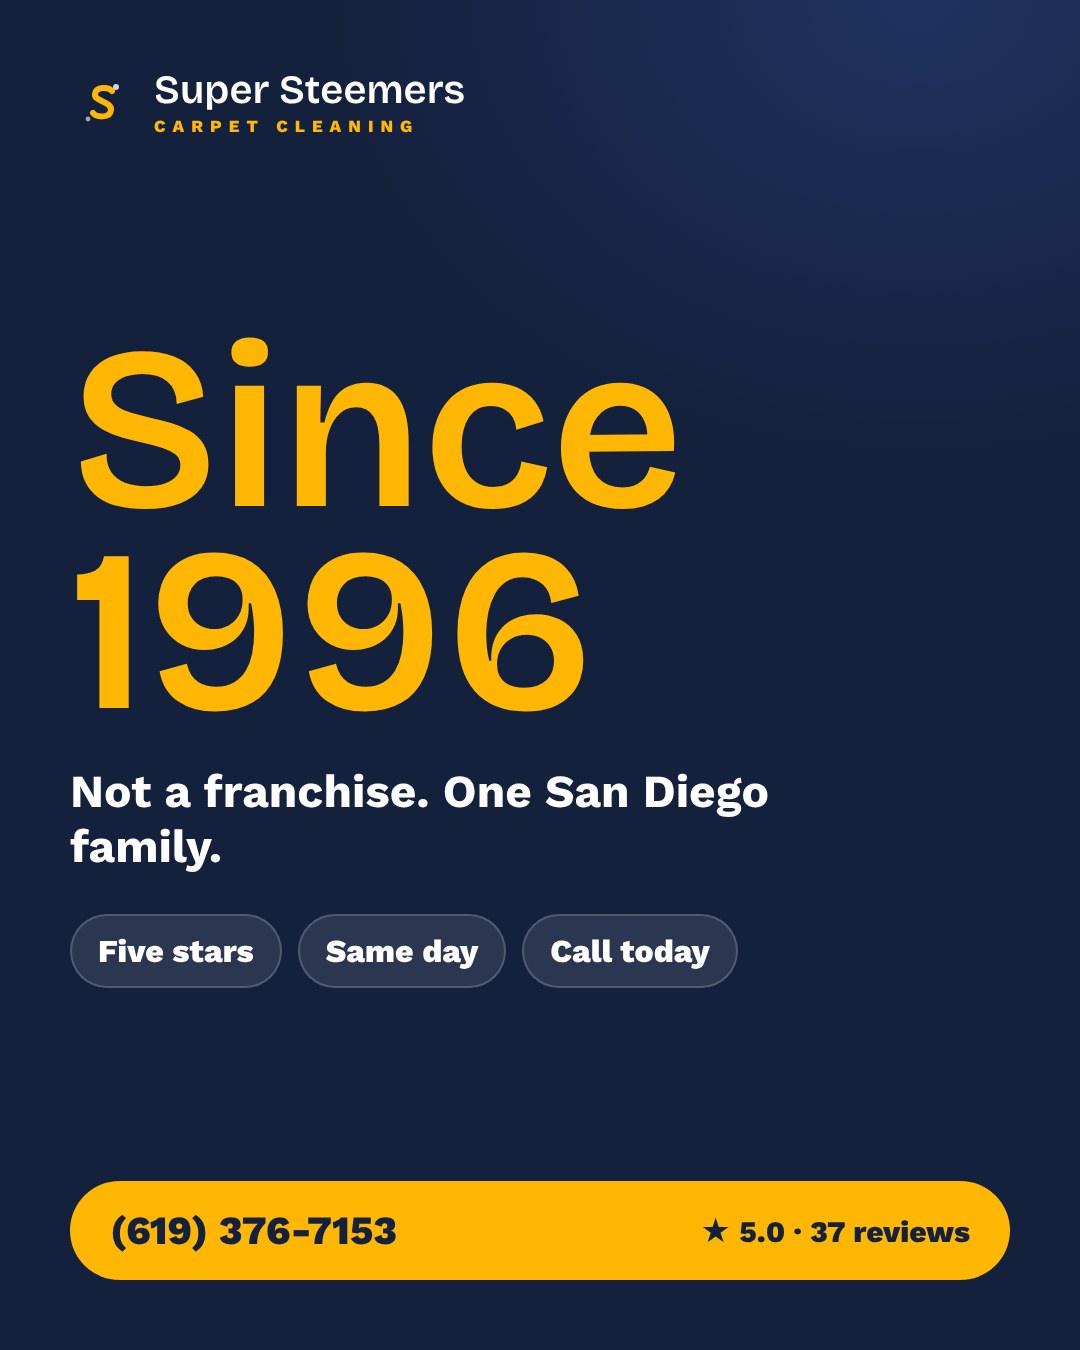 S
Super Steemers
CARPET CLEANING
Since
1996
Not a franchise. One San Diego
family.
Five stars
Same day
Call today
(619) 376-7153
★ 5.0 · 37 reviews